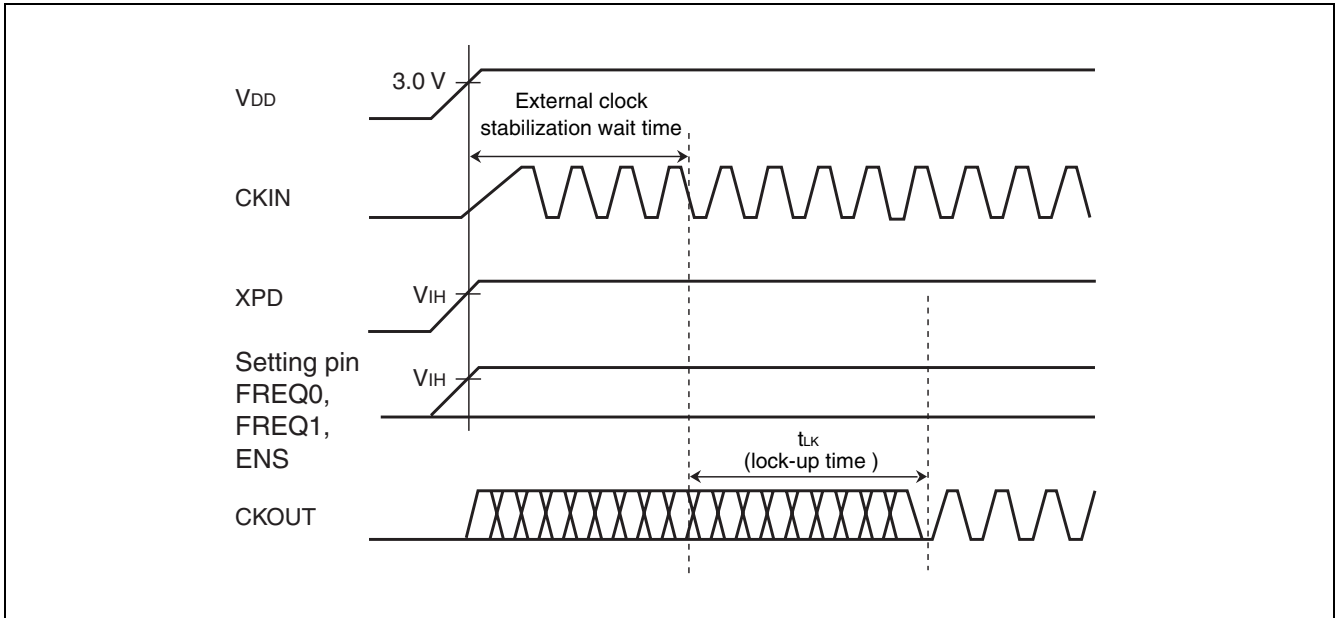 VDD
3.0 V
External clock
stabilization wait time
CKIN
XPD
VIH
Setting pin
FREQ0,
FREQ1,
ENS
VIH
tLK
(lock-up time )
CKOUT